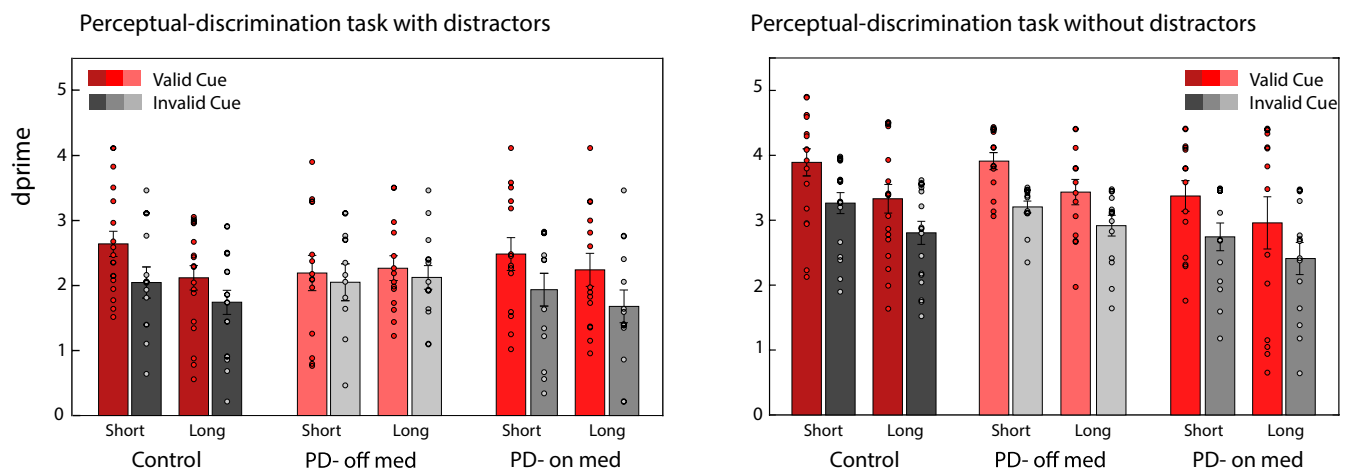 Perceptual-discrimination task with distractors
dprime
5
4
3
2
1
0
Valid Cue
Invalid Cue
Short Long Short Long Short Long
Control PD- off med PD- on med
Perceptual-discrimination task without distractors
5
4
3
2
1
0
Valid Cue
Invalid Cue
Short Long Short Long Short Long
Control PD- off med PD- on med